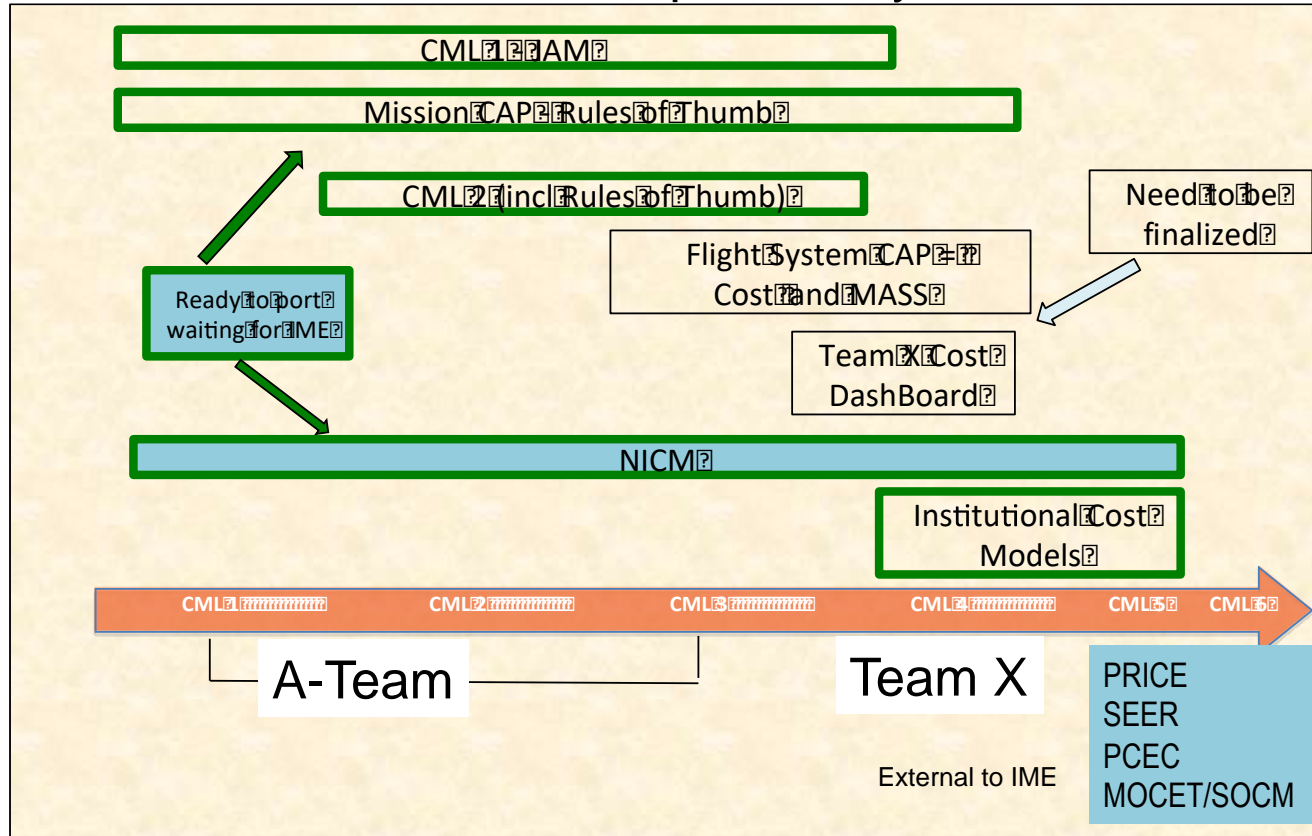 CML 1 - JAM
Mission CAP - Rules of Thumb
CML 2 (incl Rules of Thumb)
Need to be
finalized
Flight System CAP =
Cost and MASS
Ready to port
waiting for IME
Team X Cost
DashBoard
NICM
Institutional Cost
Models
CML 1 CML 2 CML 3 CML 4 CML 5 CML 6
A-Team
Team X
PRICE
SEER
PCEC
MOCET/SOCM
External to IME